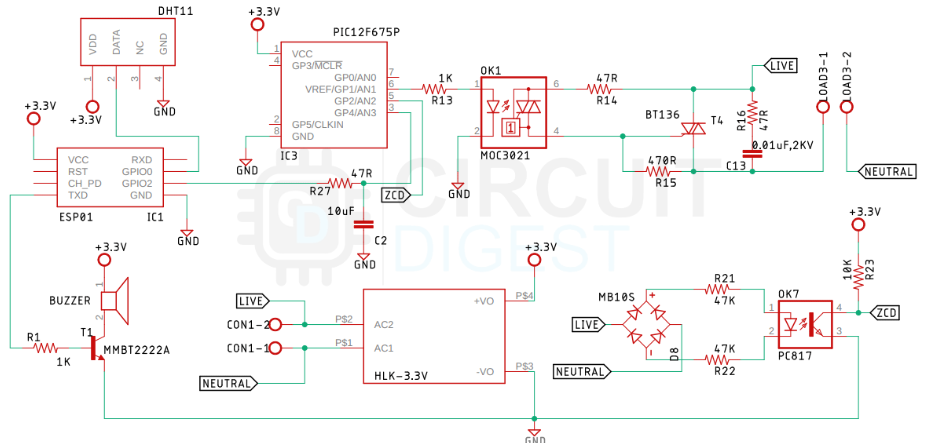 DHT11
VDD
DATA
NC
GND
1
2
3
4
+3.3V
GND
+3.3V
VCC
RST
CH_PD
TXD
RXD
GPIO0
GPIO2
GND
ESP01
IC1
GND
+3.3V
PIC12F675P
1
4
2
8
VCC
GP3/MCLR
GP5/CLKIN
GND
GP0/AN0
VREF/GP1/AN1
GP2/AN2
GP4/AN3
7
6
5
3
IC3
GND
1K
R13
OK1
1
2
6
4
1
MOC3021
GND
47R
R14
BT136
T4
470R
R15
LIVE
R16
47R
0.01uF,2KV
C13
LOAD3-1
LOAD3-2
NEUTRAL
47R
R27
ZCD
10uF
C2
GND
CIRCUIT
DIGEST
D
+3.3V
BUZZER
1
2
T1
MMBT2222A
R1
1K
LIVE
CON1-2
CON1-1
NEUTRAL
P$2
P$1
AC2
AC1
+VO
-VO
P$4
P$3
HLK-3.3V
+3.3V
GND
MB10S
+
-
LIVE
D8
NEUTRAL
R21
47K
47K
R22
OK7
1
2
4
3
PC817
+3.3V
10K
R23
ZCD